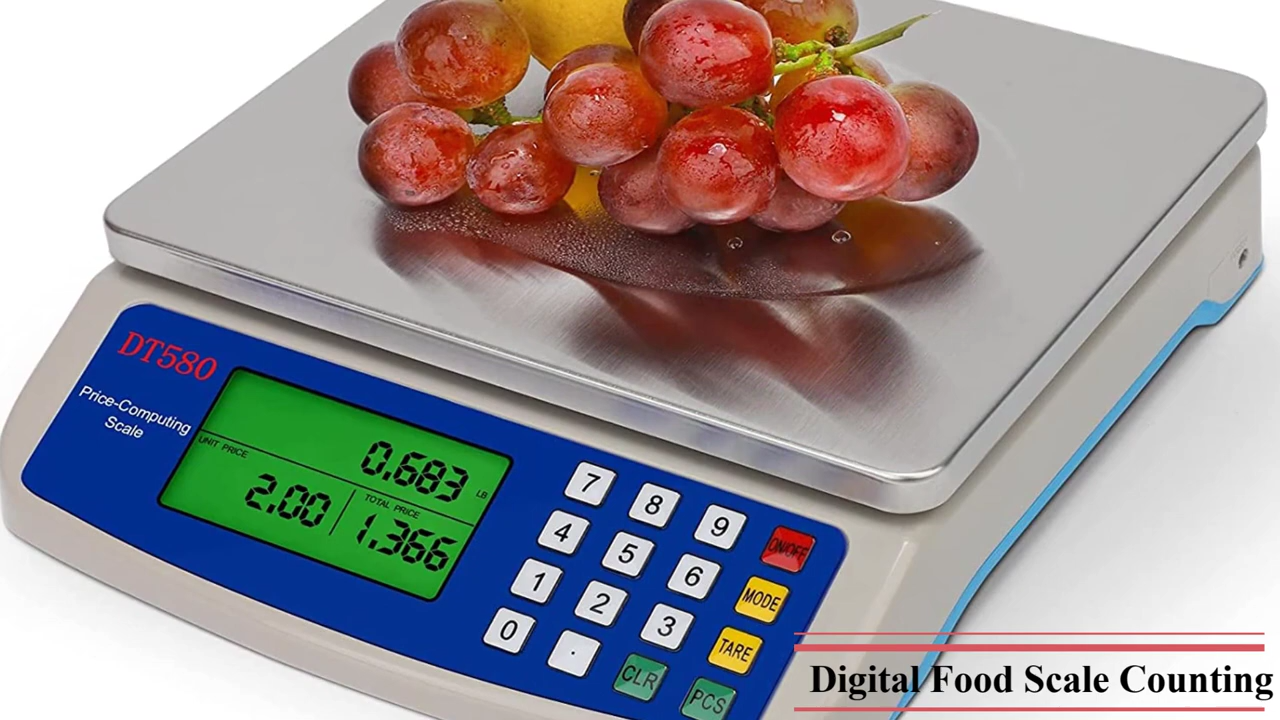 DT580
Price-Computing
Scale
0.683 LB
UNIT PRICE
2.00
TOTAL PRICE
1.366
7 8 9 ON/OFF
4 5 6 MODE
1 2 3 TARE
0 . CLR PCS
Digital Food Scale Counting